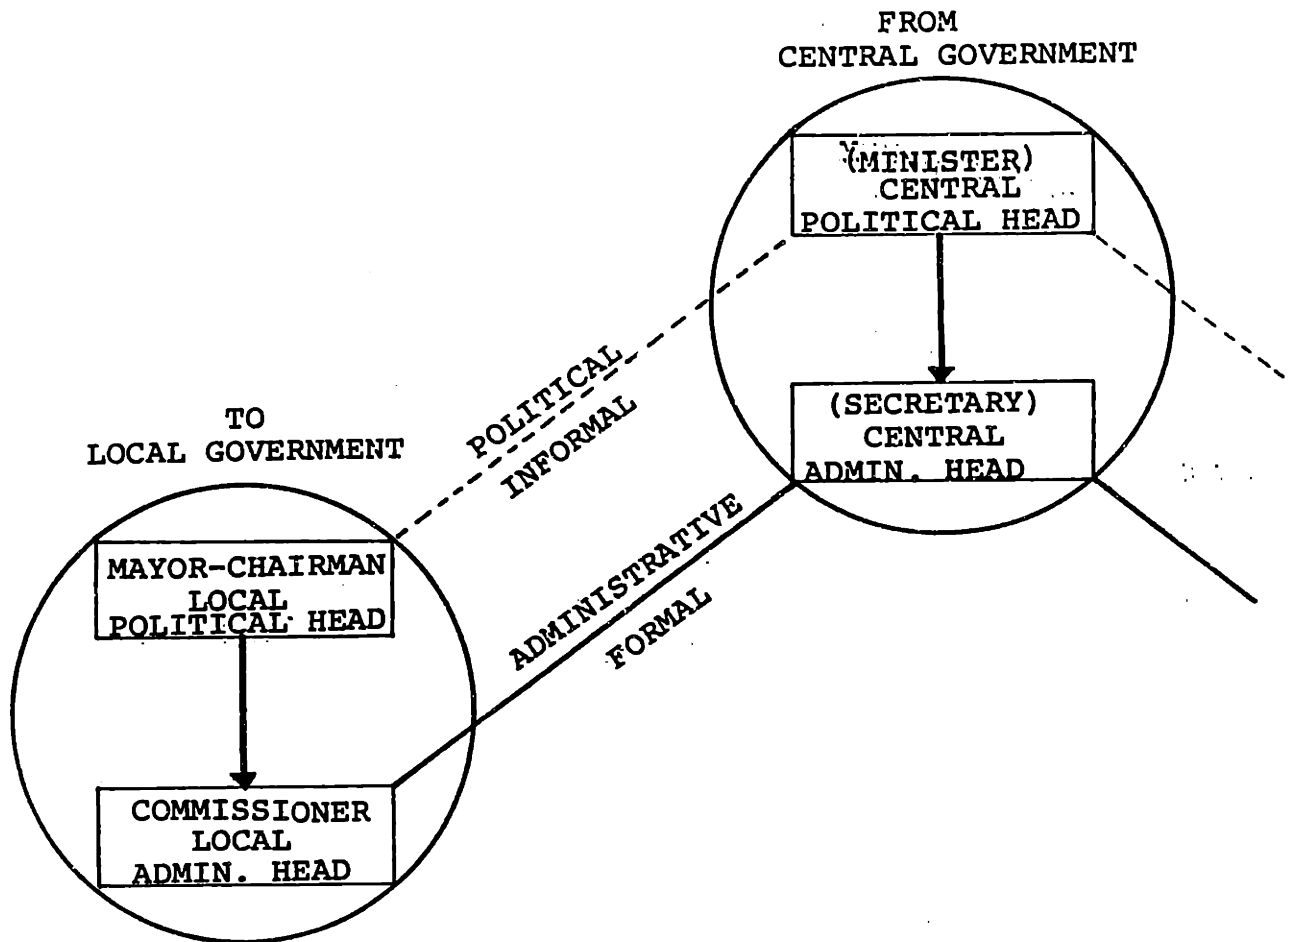 FROM
CENTRAL GOVERNMENT
(MINISTER)
CENTRAL
POLITICAL HEAD
(SECRETARY)
CENTRAL
ADMIN. HEAD
POLITICAL
INFORMAL
ADMINISTRATIVE
FORMAL
TO
LOCAL GOVERNMENT
MAYOR-CHAIRMAN
LOCAL
POLITICAL HEAD
COMMISSIONER
LOCAL
ADMIN. HEAD